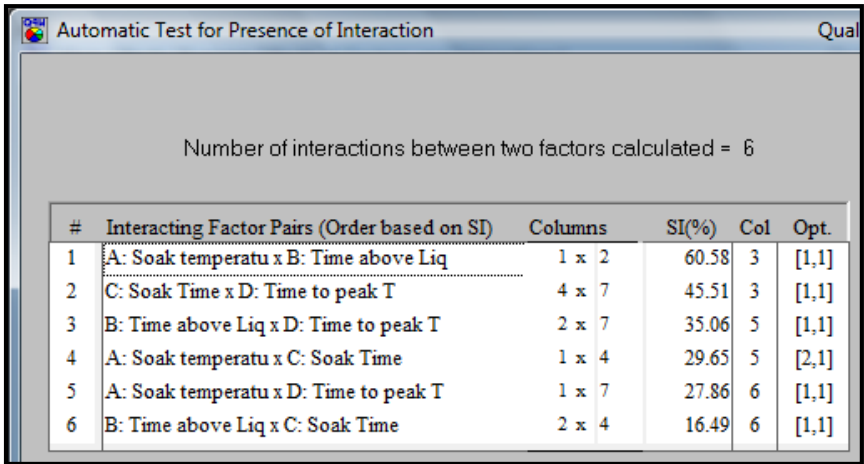 Automatic Test for Presence of Interaction Qual
Number of interactions between two factors calculated = 6
# Interacting Factor Pairs (Order based on SI) Columns SI(%) Col Opt.
1 A: Soak temperatu x B: Time above Liq 1 x 2 60.58 3 [1,1]
2 C: Soak Time x D: Time to peak T 4 x 7 45.51 3 [1,1]
3 B: Time above Liq x D: Time to peak T 2 x 7 35.06 5 [1,1]
4 A: Soak temperatu x C: Soak Time 1 x 4 29.65 5 [2,1]
5 A: Soak temperatu x D: Time to peak T 1 x 7 27.86 6 [1,1]
6 B: Time above Liq x C: Soak Time 2 x 4 16.49 6 [1,1]